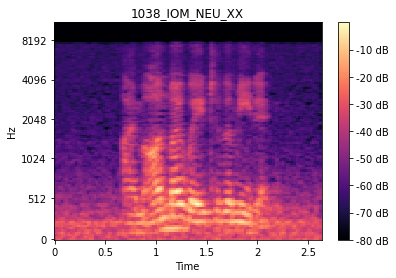 1038_IOM_NEU_XX
8192
4096
2048
1024
512
0
Hz
0 0.5 1 1.5 2 2.5
Time
-10 dB
-20 dB
-30 dB
-40 dB
-50 dB
-60 dB
-70 dB
-80 dB